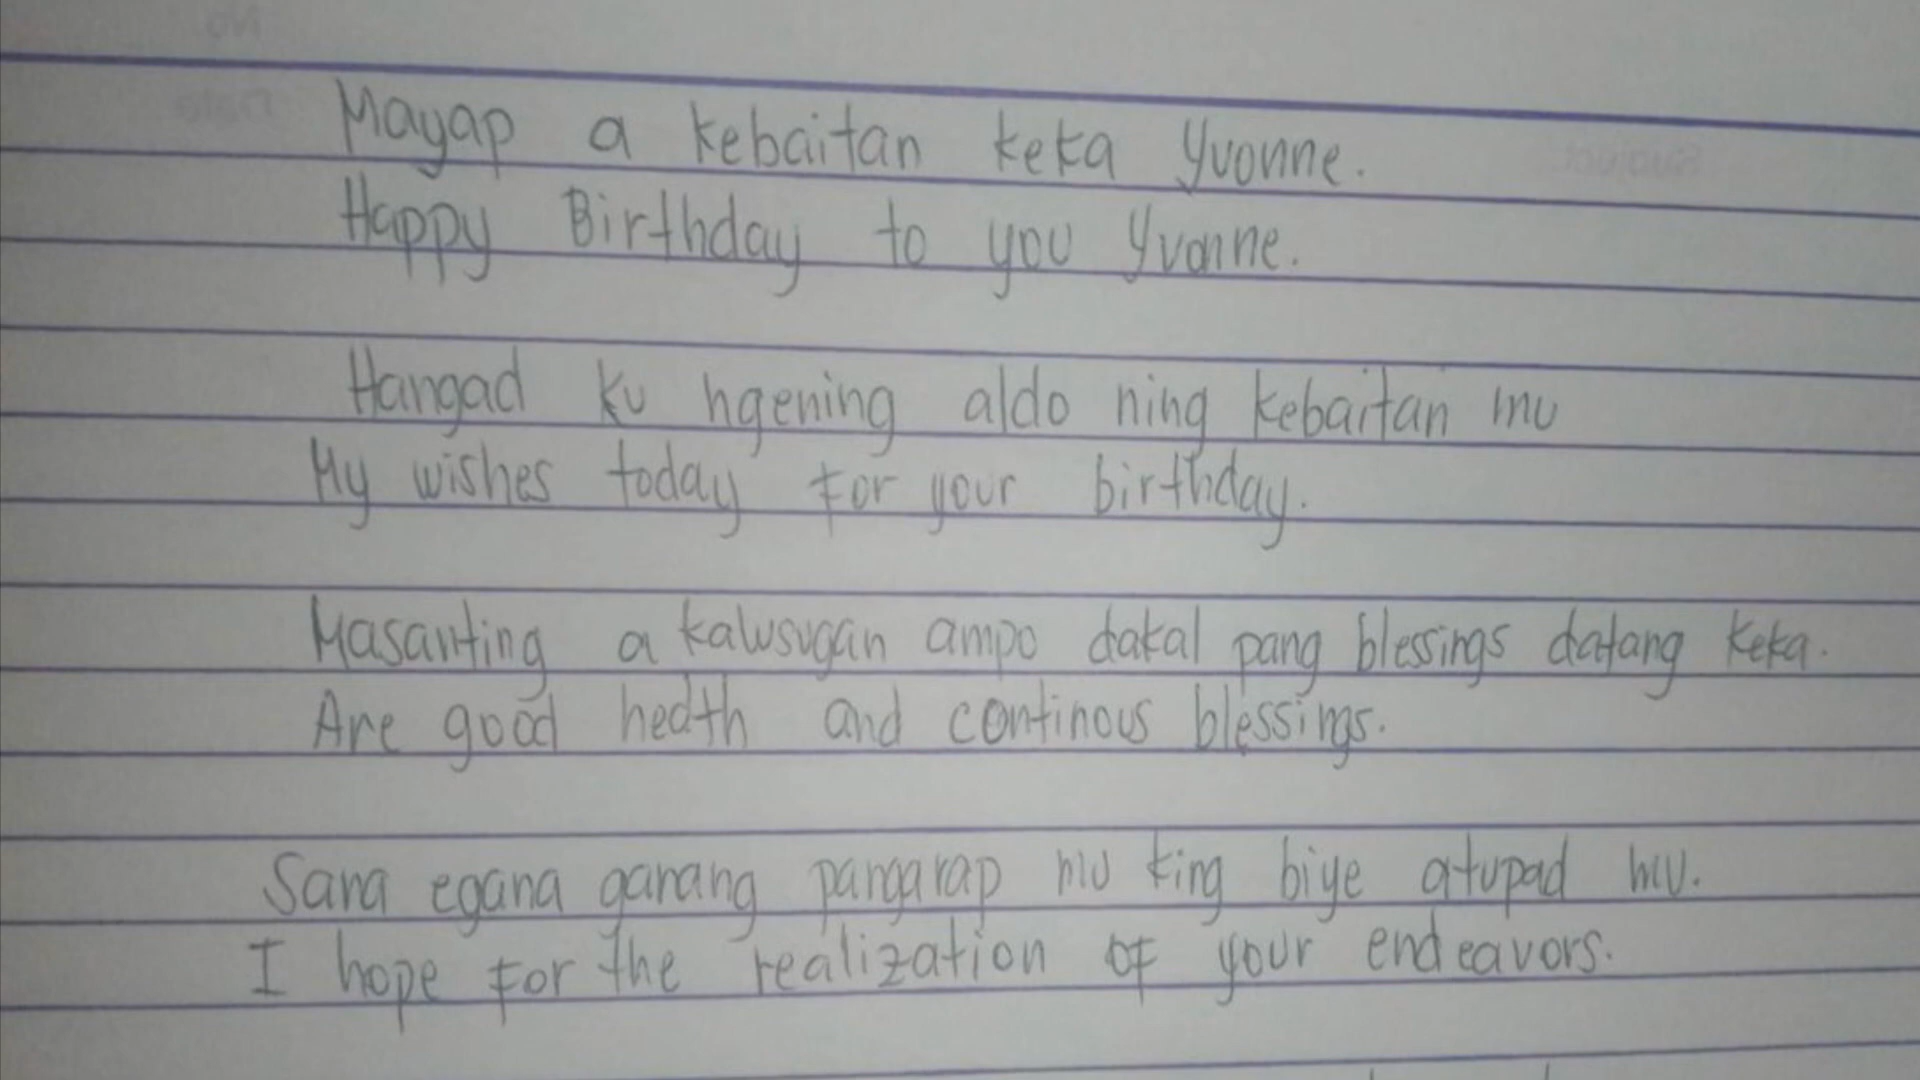 Mayap a kebaitan keka Yvonne.
Happy Birthday to you Yvonne.
Hangad ku ngening aldo ning kebaitan mu
My wishes today for your birthday.
Masanting a kalusugan ampo dakal pang blessings datang keka.
Are good health and continous blessings.
Sana egana ganang pangarap mu king biye atupad mu.
I hope for the realization of your endeavors.